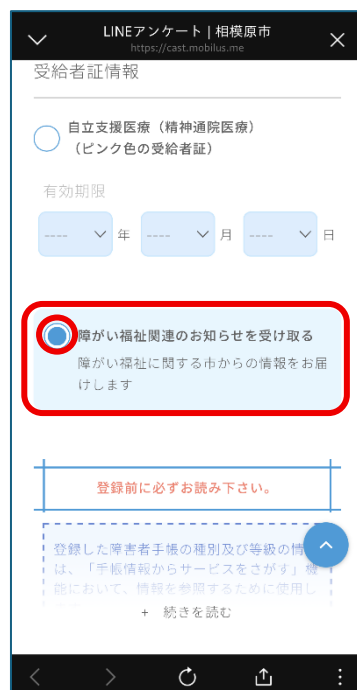 LINEアンケート | 相模原市
https://cast.mobilus.me
受給者証情報
自立支援医療（精神通院医療）
（ピンク色の受給者証）
有効期限
---- 年 ---- 月 ---- 日
障がい福祉関連のお知らせを受け取る
障がい福祉に関する市からの情報をお届
けします
登録前に必ずお読み下さい。
登録した障害者手帳の種別及び等級の情
は、「手帳情報からサービスをさがす」機
能において、情報を参照するために使用し
+ 続きを読む